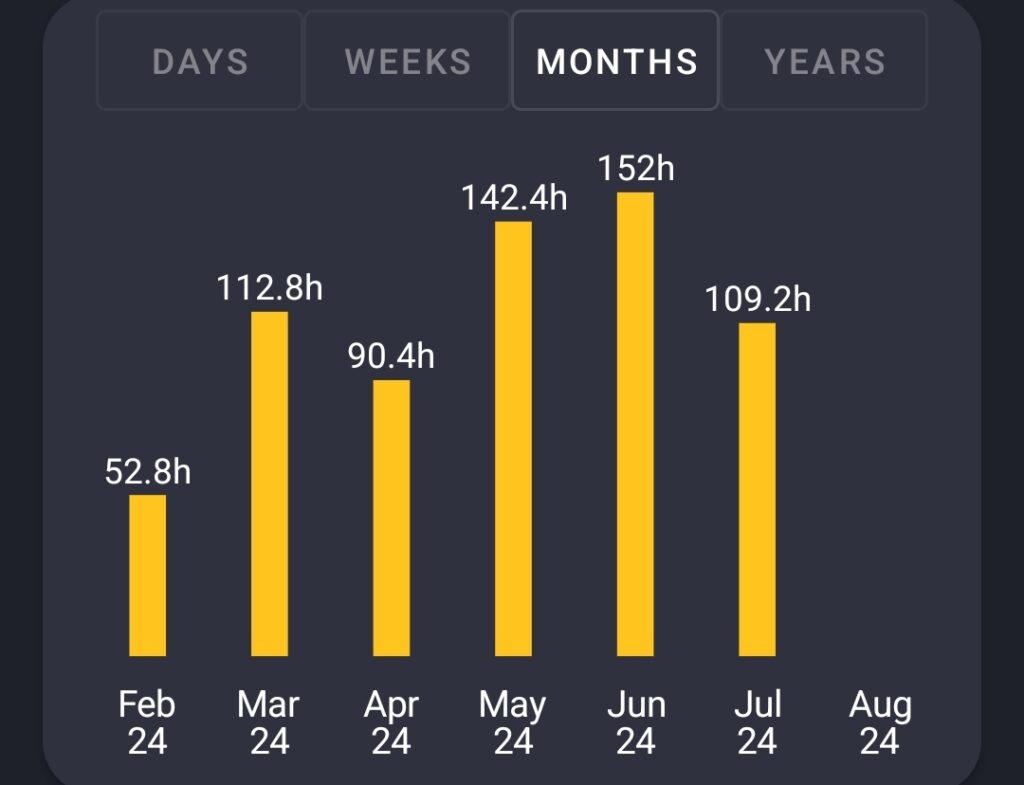 DAYS WEEKS MONTHS YEARS
152h
142.4h
112.8h
109.2h
90.4h
52.8h
Feb Mar Apr May Jun Jul Aug
24 24 24 24 24 24 24